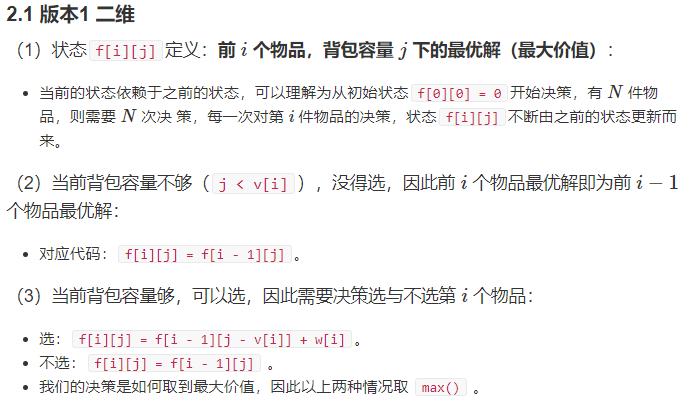 2.1 版本1 二维
（1）状态 f[i][j] 定义：前 i 个物品，背包容量 j 下的最优解（最大价值）：
当前的状态依赖于之前的状态，可以理解为从初始状态 f[0][0] = 0 开始决策，有 N 件物
品，则需要 N 次决 策，每一次对第 i 件物品的决策，状态 f[i][j] 不断由之前的状态更新而
来。
（2）当前背包容量不够（ j < v[i] ），没得选，因此前 i 个物品最优解即为前 i − 1
个物品最优解：
对应代码： f[i][j] = f[i - 1][j] 。
（3）当前背包容量够，可以选，因此需要决策选与不选第 i 个物品：
选： f[i][j] = f[i - 1][j - v[i]] + w[i] 。
不选： f[i][j] = f[i - 1][j] 。
我们的决策是如何取到最大价值，因此以上两种情况取 max() 。